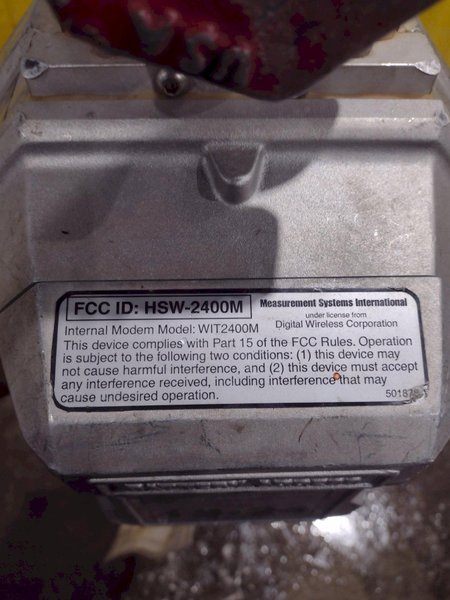 USA
FCC ID: HSW-2400M
Measurement Systems International
under license from
Internal Modem Model: WIT2400M
Digital Wireless Corporation
This device complies with Part 15 of the FCC Rules. Operation
is subject to the following two conditions: (1) this device may
not cause harmful interference, and (2) this device must accept
any interference received, including interference that may
cause undesired operation.